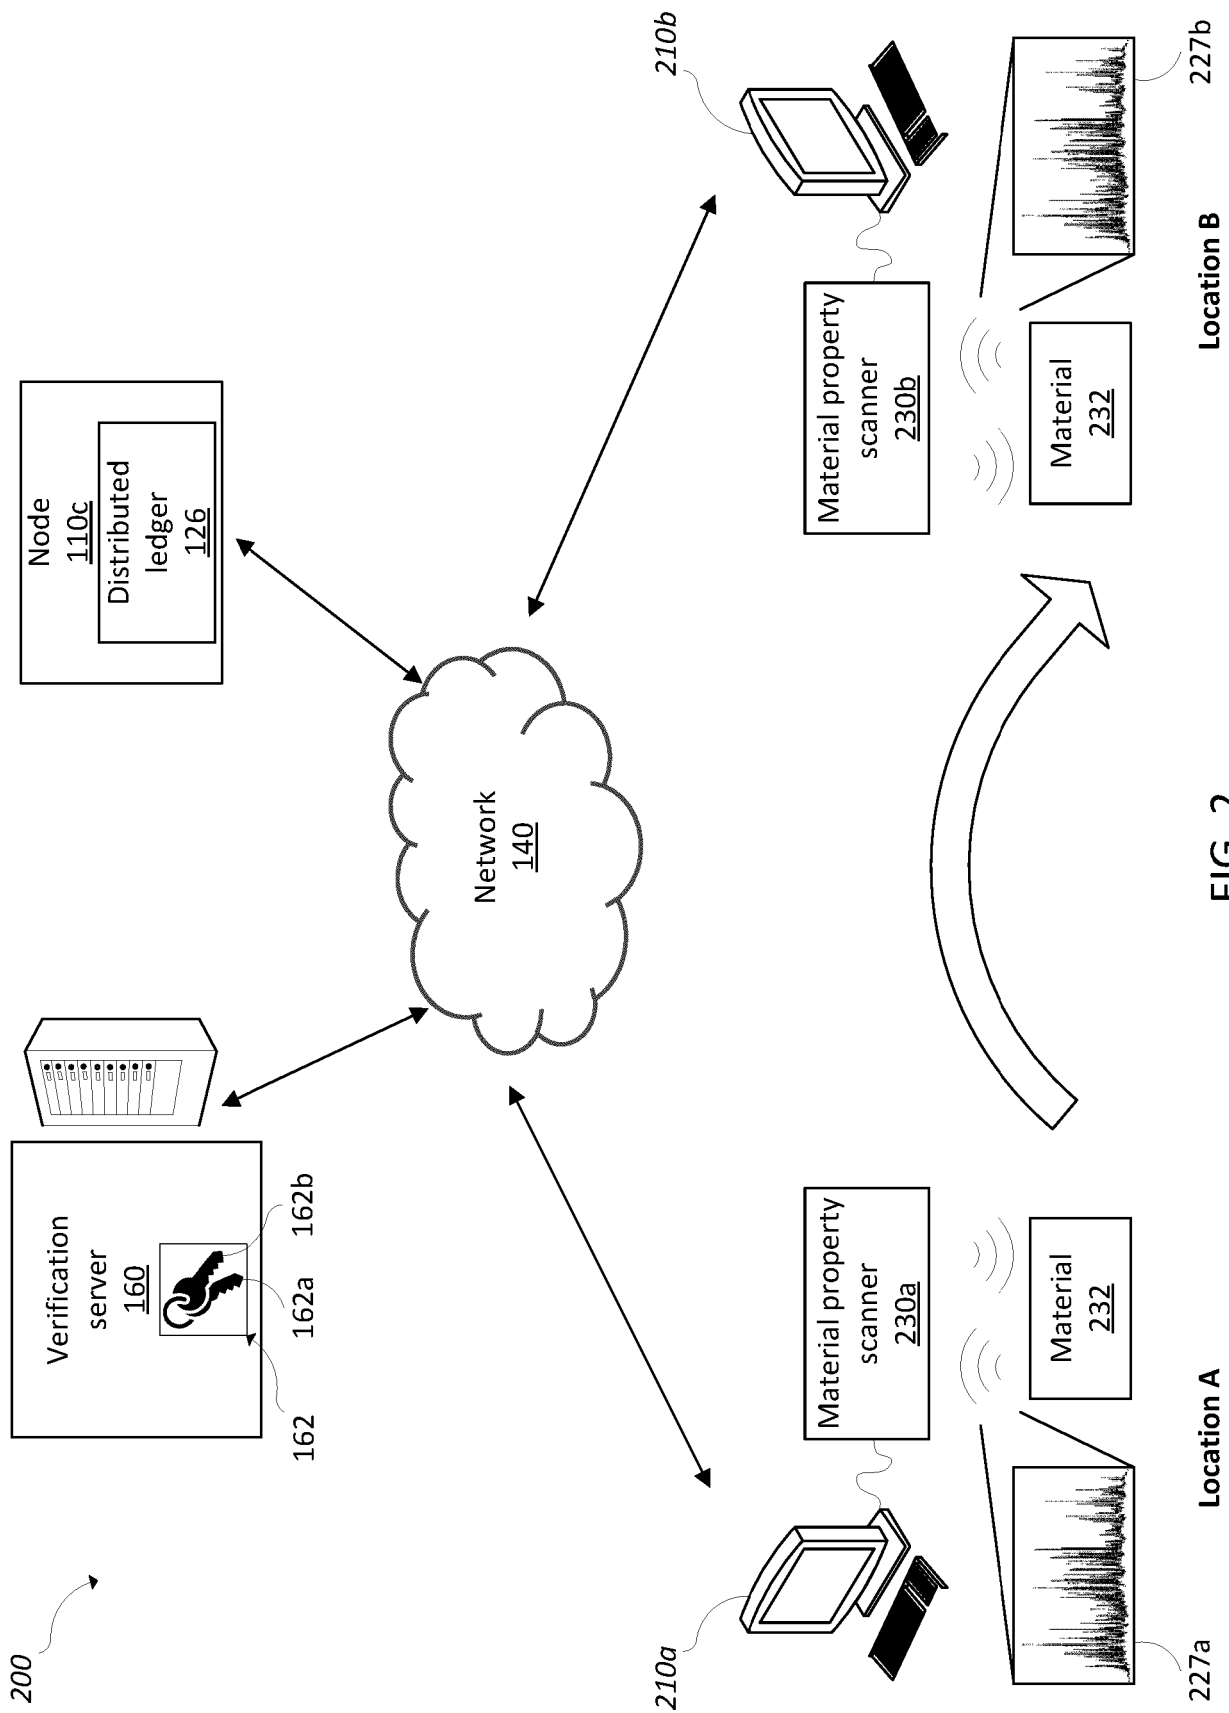 200
Verification
server
160
162
162a
162b
Node
110c
Distributed
ledger
126
Network
140
210a
Material property
scanner
230a
Material
232
227a
Location A
210b
Material property
scanner
230b
Material
232
227b
Location B
FIG. 2